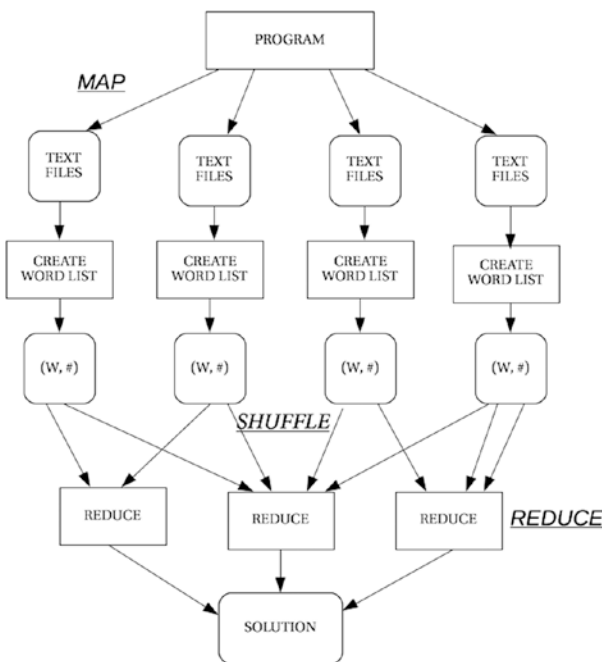 PROGRAM
MAP
TEXT
FILES
TEXT
FILES
TEXT
FILES
TEXT
FILES
CREATE
WORD LIST
CREATE
WORD LIST
CREATE
WORD LIST
CREATE
WORD LIST
(W, #)
(W, #)
(W, #)
(W, #)
SHUFFLE
REDUCE
REDUCE
REDUCE
REDUCE
SOLUTION